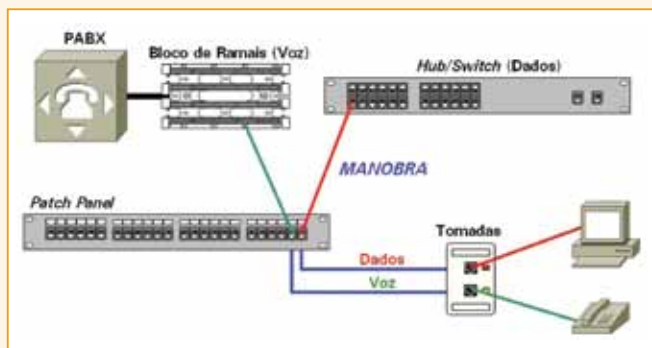 PABX
Bloco de Ramais (Voz)
Hub/Switch (Dados)
MANOBRA
Patch Panel
Tomadas
Dados
Voz